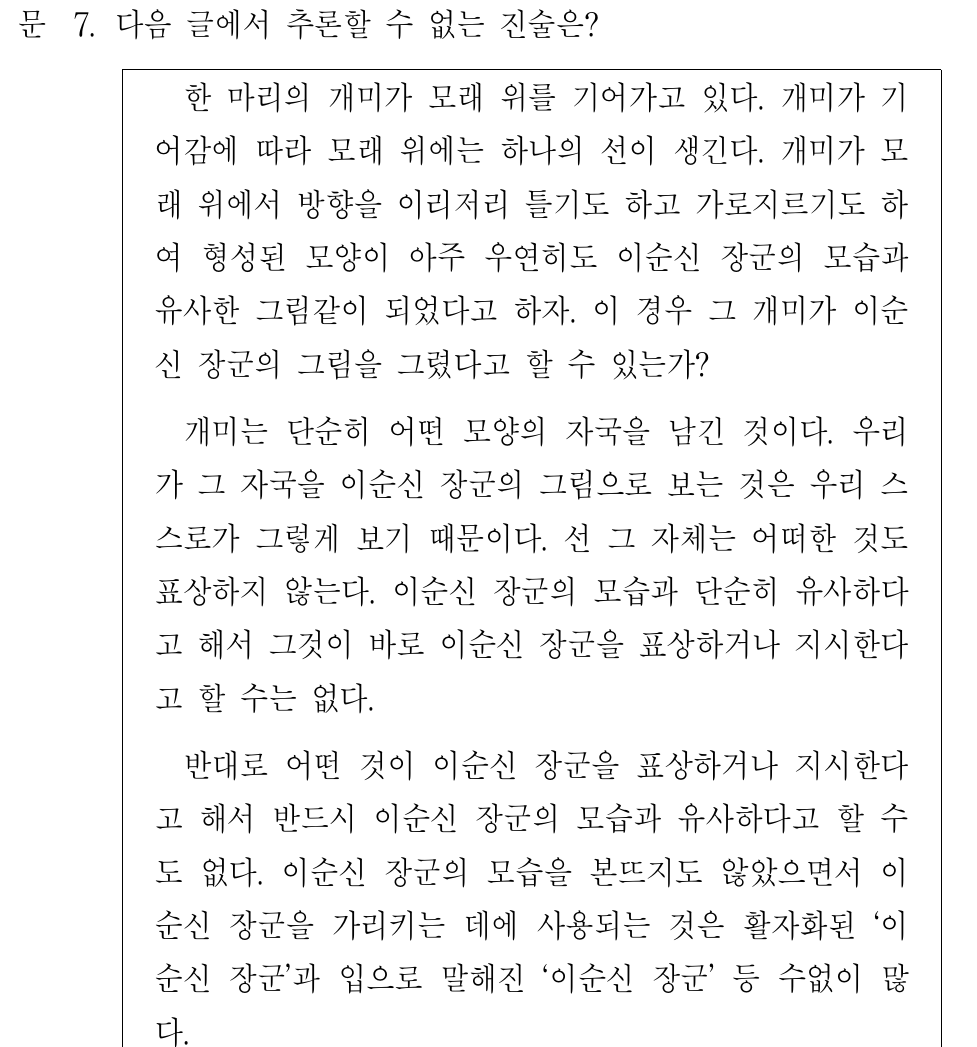 문 7. 다음 글에서 추론할 수 없는 진술은?
한 마리의 개미가 모래 위를 기어가고 있다. 개미가 기
어감에 따라 모래 위에는 하나의 선이 생긴다. 개미가 모
래 위에서 방향을 이리저리 틀기도 하고 가로지르기도 하
여 형성된 모양이 아주 우연히도 이순신 장군의 모습과
유사한 그림같이 되었다고 하자. 이 경우 그 개미가 이순
신 장군의 그림을 그렸다고 할 수 있는가?
개미는 단순히 어떤 모양의 자국을 남긴 것이다. 우리
가 그 자국을 이순신 장군의 그림으로 보는 것은 우리 스
스로가 그렇게 보기 때문이다. 선 그 자체는 어떠한 것도
표상하지 않는다. 이순신 장군의 모습과 단순히 유사하다
고 해서 그것이 바로 이순신 장군을 표상하거나 지시한다
고 할 수는 없다.
반대로 어떤 것이 이순신 장군을 표상하거나 지시한다
고 해서 반드시 이순신 장군의 모습과 유사하다고 할 수
도 없다. 이순신 장군의 모습을 본뜨지도 않았으면서 이
순신 장군을 가리키는 데에 사용되는 것은 활자화된 ‘이
순신 장군’과 입으로 말해진 ‘이순신 장군’ 등 수없이 많
다.